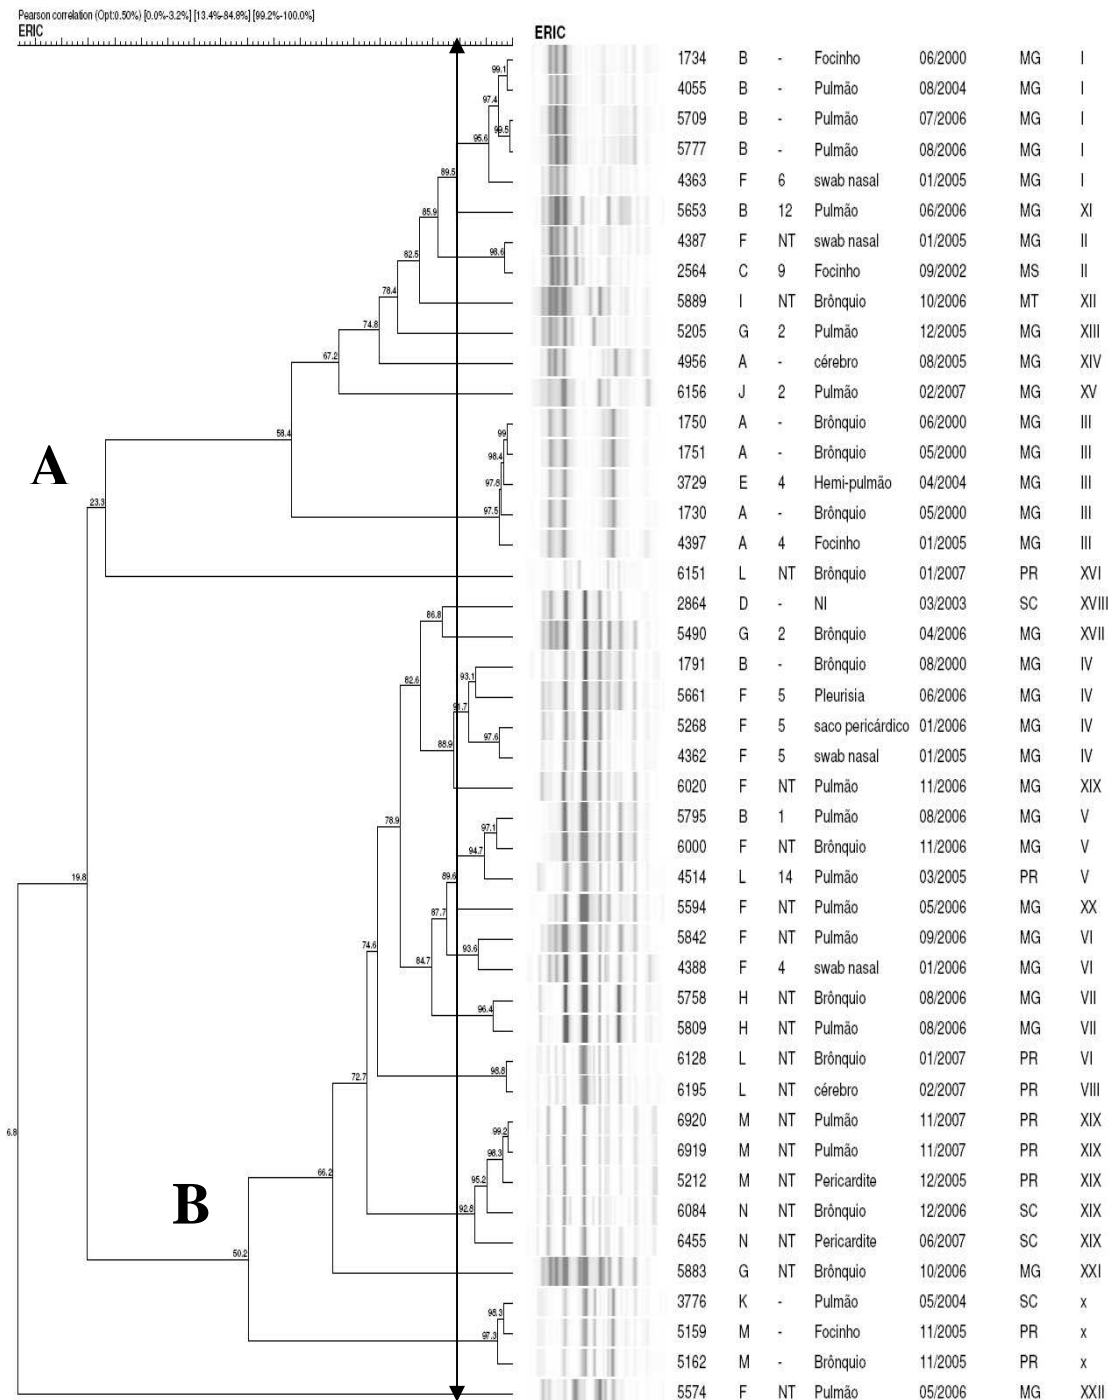 Pearson correlation (Opt:0.50%) [0.0%-3.2%] [13.4%-84.8%] [99.2%-100.0%]
ERIC ERIC
1734 B - Focinho 06/2000 MG I
99.1
4055 B - Pulmão 08/2004 MG I
97.4
5709 B - Pulmão 07/2006 MG I
99.5
95.6
5777 B - Pulmão 08/2006 MG I
89.5
4363 F 6 swab nasal 01/2005 MG I
85.9
5653 B 12 Pulmão 06/2006 MG XI
4387 F NT swab nasal 01/2005 MG II
98.6
82.5
2564 C 9 Focinho 09/2002 MS II
78.4
5889 I NT Brônquio 10/2006 MT XII
74.8
5205 G 2 Pulmão 12/2005 MG XIII
67.2
4956 A - cérebro 08/2005 MG XIV
6156 J 2 Pulmão 02/2007 MG XV
1750 A - Brônquio 06/2000 MG III
99
58.4
1751 A - Brônquio 05/2000 MG III
98.4
A
3729 E 4 Hemi-pulmão 04/2004 MG III
97.8
23.3
1730 A - Brônquio 05/2000 MG III
97.5
4397 A 4 Focinho 01/2005 MG III
6151 L NT Brônquio 01/2007 PR XVI
2864 D - NI 03/2003 SC XVIII
86.8
5490 G 2 Brônquio 04/2006 MG XVII
1791 B - Brônquio 08/2000 MG IV
93.1
82.6
5661 F 5 Pleurisia 06/2006 MG IV
91.7
5268 F 5 saco pericárdico 01/2006 MG IV
97.6
88.9
4362 F 5 swab nasal 01/2005 MG IV
6020 F NT Pulmão 11/2006 MG XIX
5795 B 1 Pulmão 08/2006 MG V
78.9
97.1
6000 F NT Brônquio 11/2006 MG V
94.7
19.8
89.6
4514 L 14 Pulmão 03/2005 PR V
5594 F NT Pulmão 05/2006 MG XX
87.7
5842 F NT Pulmão 09/2006 MG VI
74.6
93.6
84.7
4388 F 4 swab nasal 01/2006 MG VI
5758 H NT Brônquio 08/2006 MG VII
96.4
5809 H NT Pulmão 08/2006 MG VII
6128 L NT Brônquio 01/2007 PR VI
98.8
72.7
6195 L NT cérebro 02/2007 PR VIII
6920 M NT Pulmão 11/2007 PR XIX
6.8
99.2
6919 M NT Pulmão 11/2007 PR XIX
98.3
66.2
5212 M NT Pericardite 12/2005 PR XIX
95.2
B
6084 N NT Brônquio 12/2006 SC XIX
92.8
6455 N NT Pericardite 06/2007 SC XIX
50.2
5883 G NT Brônquio 10/2006 MG XXI
3776 K - Pulmão 05/2004 SC x
98.3
5159 M - Focinho 11/2005 PR x
97.3
5162 M - Brônquio 11/2005 PR x
5574 F NT Pulmão 05/2006 MG XXII